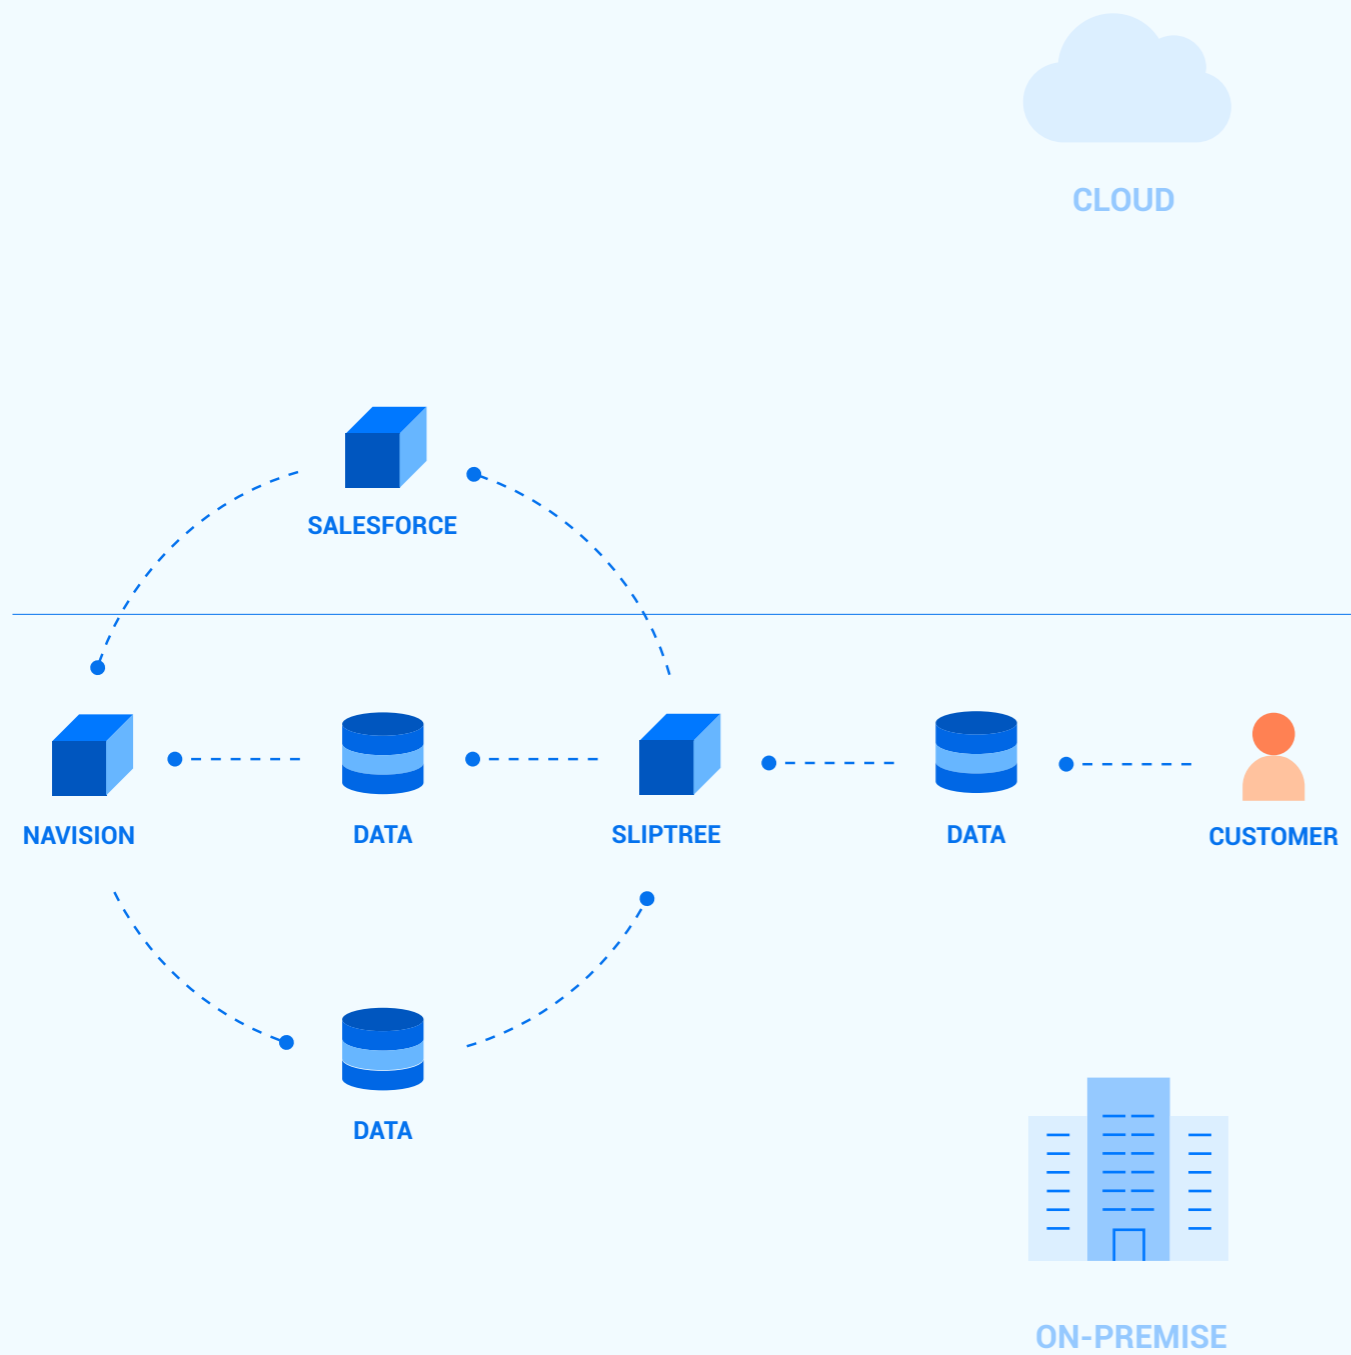 CLOUD
SALESFORCE
NAVISION
DATA
SLIPTREE
DATA
CUSTOMER
DATA
ON-PREMISE